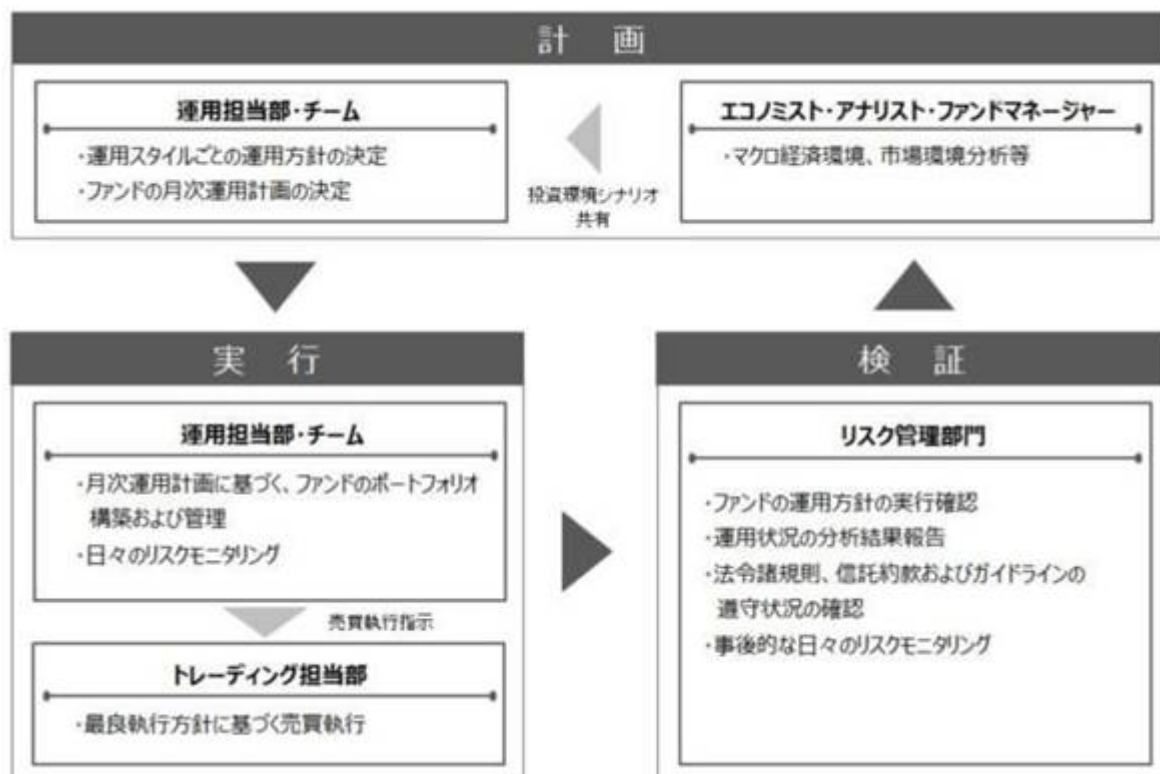 計 画
運用担当部・チーム
・運用スタイルごとの運用方針の決定
・ファンドの月次運用計画の決定
投資環境シナリオ
共有
エコノミスト・アナリスト・ファンドマネージャー
・マクロ経済環境、市場環境分析等
実 行
運用担当部・チーム
・月次運用計画に基づく、ファンドのポートフォリオ
構築および管理
・日々のリスクモニタリング
売買執行指示
トレーディング担当部
・最良執行方針に基づく売買執行
検 証
リスク管理部門
・ファンドの運用方針の実行確認
・運用状況の分析結果報告
・法令諸規則、信託約款およびガイドラインの
遵守状況の確認
・事後的な日々のリスクモニタリング